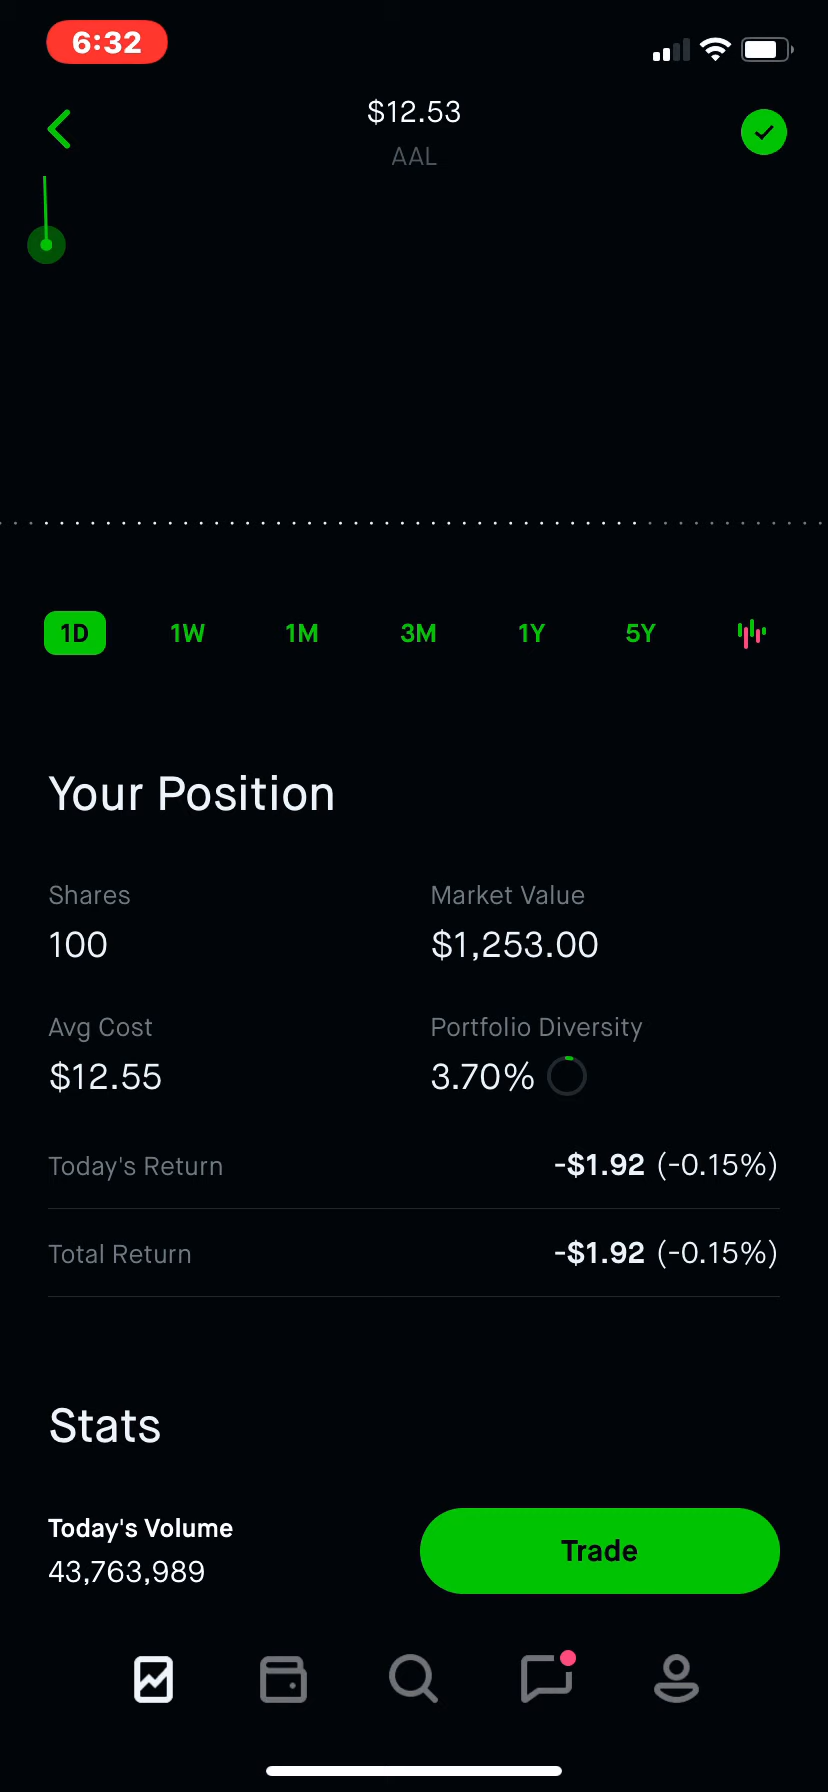 6:32
$12.53
AAL
1D 1W 1M 3M 1Y 5Y
Your Position
Shares Market Value
100 $1,253.00
Avg Cost Portfolio Diversity
$12.55 3.70%
Today's Return -$1.92 (-0.15%)
Total Return -$1.92 (-0.15%)
Stats
Today's Volume
43,763,989
Trade